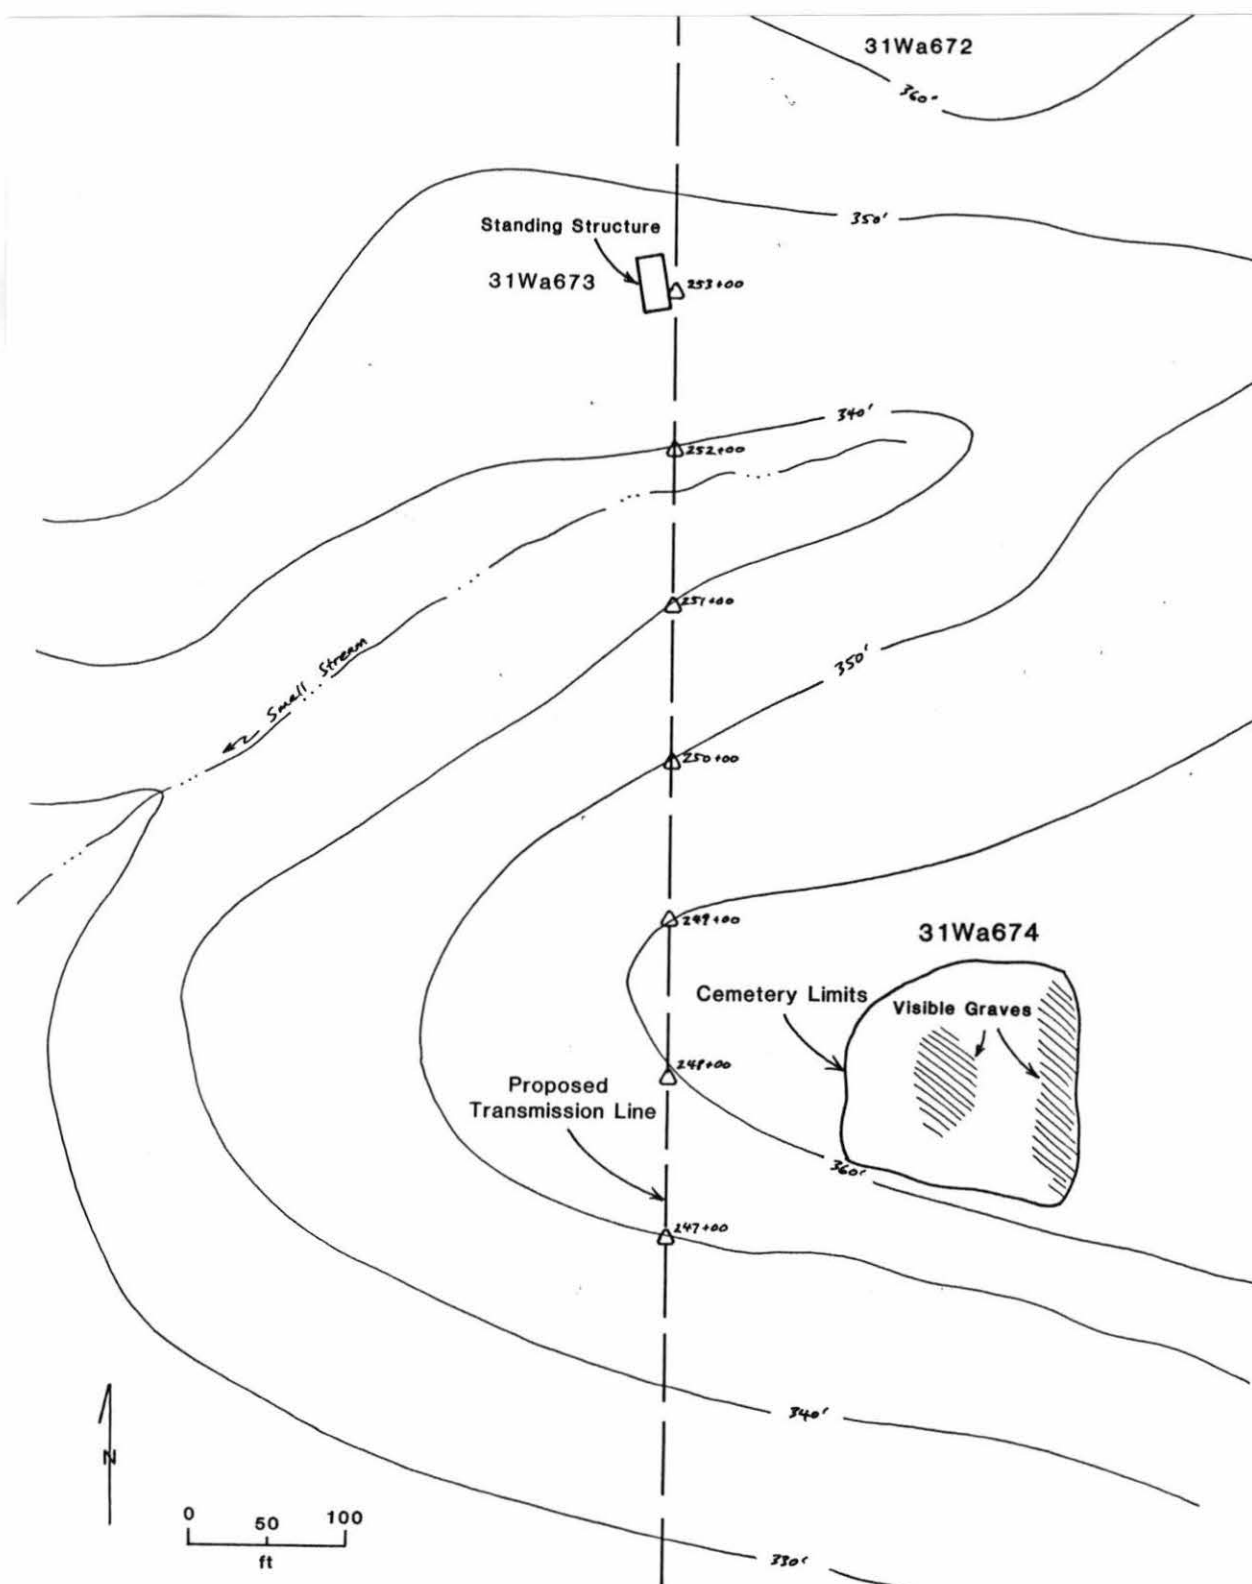 31Wa672
360'
350'
Standing Structure
31Wa673
253+00
340'
252+00
251+00
Small Stream
350'
250+00
249+00
31Wa674
Cemetery Limits
Visible Graves
248+00
Proposed
Transmission Line
360'
247+00
340'
N
0 50 100
ft
330'